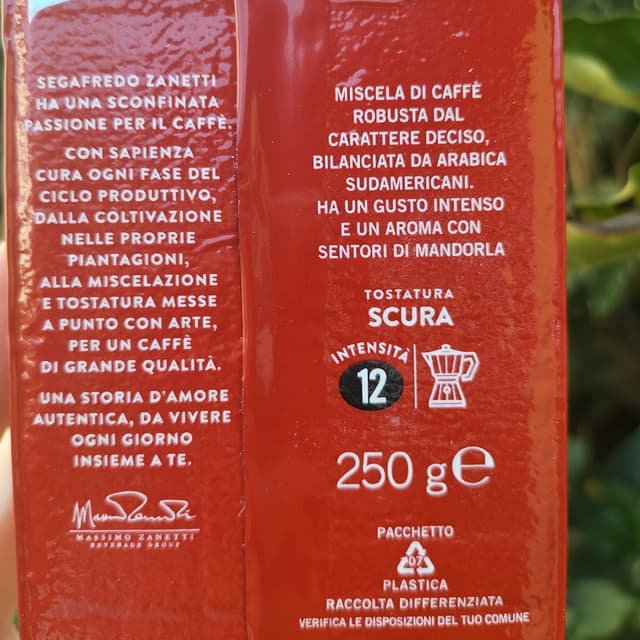 SEGAFREDO ZANETTI
HA UNA SCONFINATA
PASSIONE PER IL CAFFÈ.
CON SAPIENZA
CURA OGNI FASE DEL
CICLO PRODUTTIVO,
DALLA COLTIVAZIONE
NELLE PROPRIE
PIANTAGIONI,
ALLA MISCELAZIONE
E TOSTATURA MESSE
A PUNTO CON ARTE,
PER UN CAFFÈ
DI GRANDE QUALITÀ.
UNA STORIA D'AMORE
AUTENTICA, DA VIVERE
OGNI GIORNO
INSIEME A TE.
MASSIMO ZANETTI
BEVERAGE GROUP
MISCELA DI CAFFÈ
ROBUSTA DAL
CARATTERE DECISO,
BILANCIATA DA ARABICA
SUDAMERICANI.
HA UN GUSTO INTENSO
E UN AROMA CON
SENTORI DI MANDORLA
TOSTATURA
SCURA
INTENSITÀ
12
250 g e
PACCHETTO
07
PLASTICA
RACCOLTA DIFFERENZIATA
VERIFICA LE DISPOSIZIONI DEL TUO COMUNE